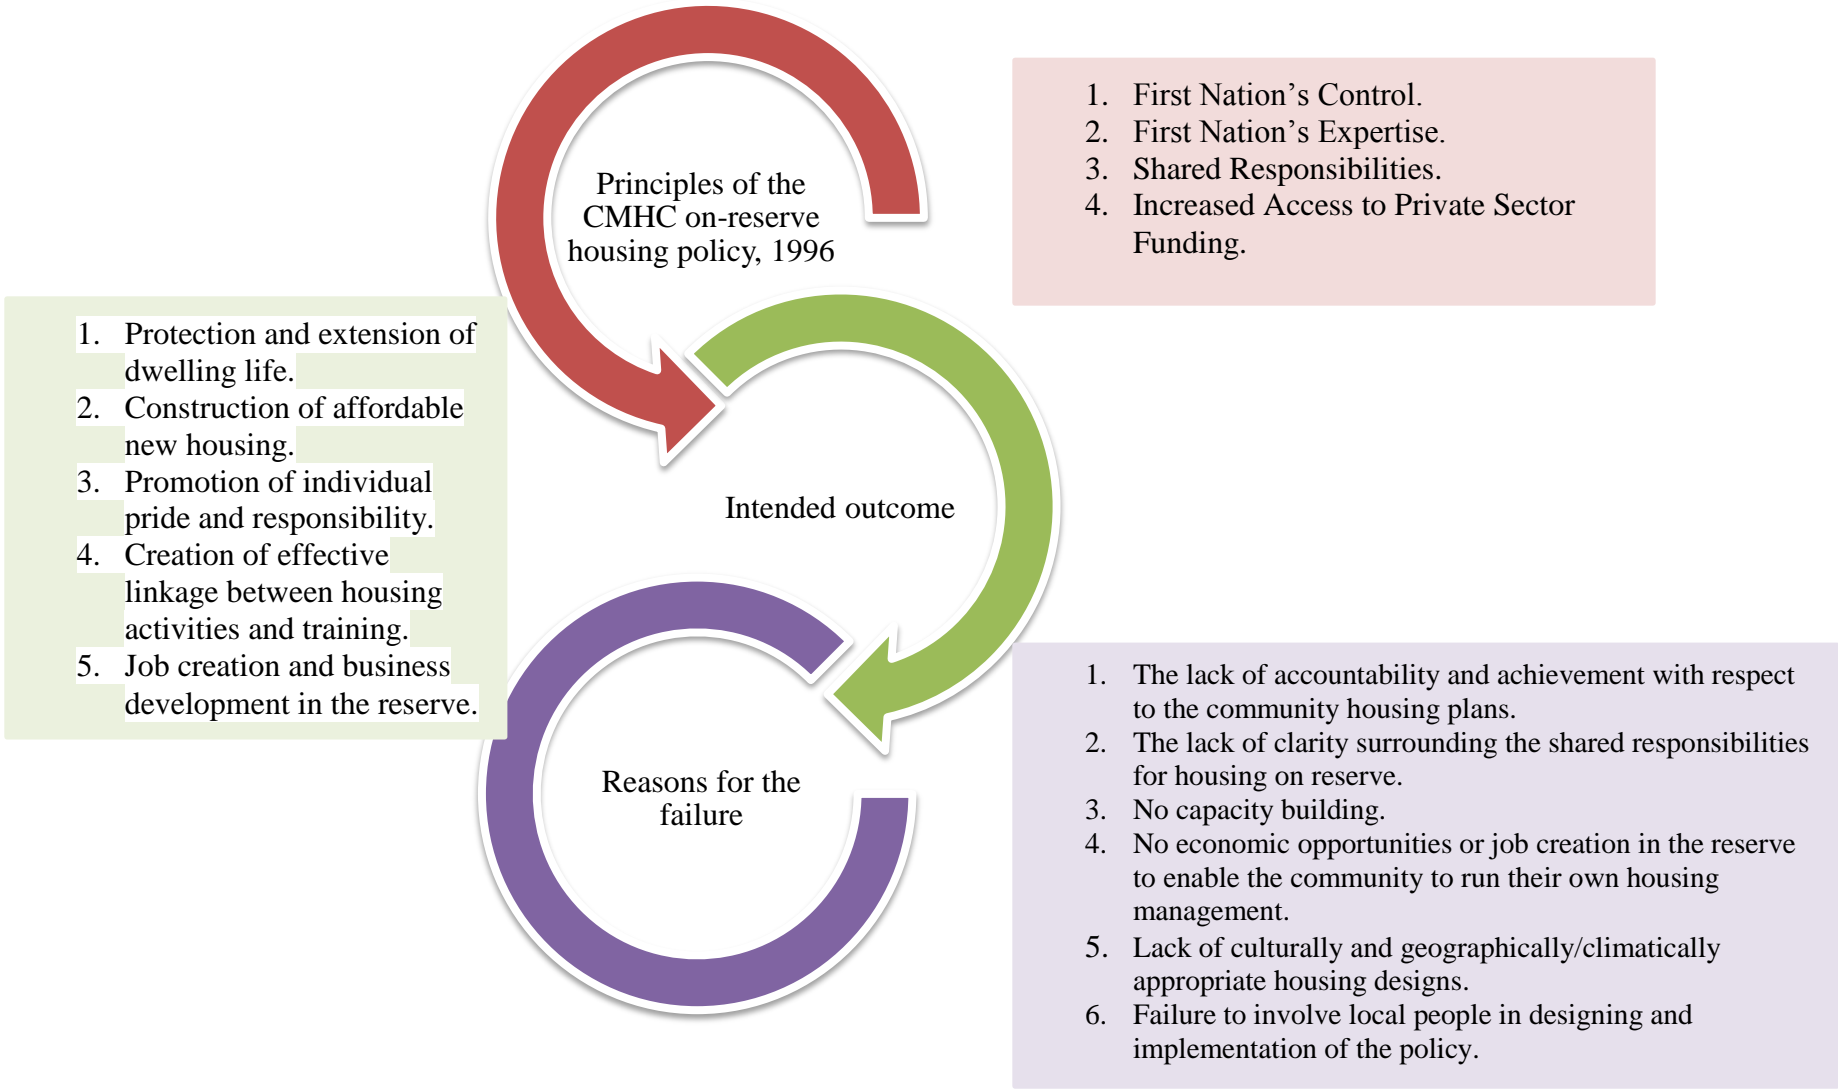 Principles of the
CMHC on-reserve
housing policy, 1996
1. First Nation’s Control.
2. First Nation’s Expertise.
3. Shared Responsibilities.
4. Increased Access to Private Sector
Funding.
Intended outcome
1. Protection and extension of
dwelling life.
2. Construction of affordable
new housing.
3. Promotion of individual
pride and responsibility.
4. Creation of effective
linkage between housing
activities and training.
5. Job creation and business
development in the reserve.
Reasons for the
failure
1. The lack of accountability and achievement with respect
to the community housing plans.
2. The lack of clarity surrounding the shared responsibilities
for housing on reserve.
3. No capacity building.
4. No economic opportunities or job creation in the reserve
to enable the community to run their own housing
management.
5. Lack of culturally and geographically/climatically
appropriate housing designs.
6. Failure to involve local people in designing and
implementation of the policy.